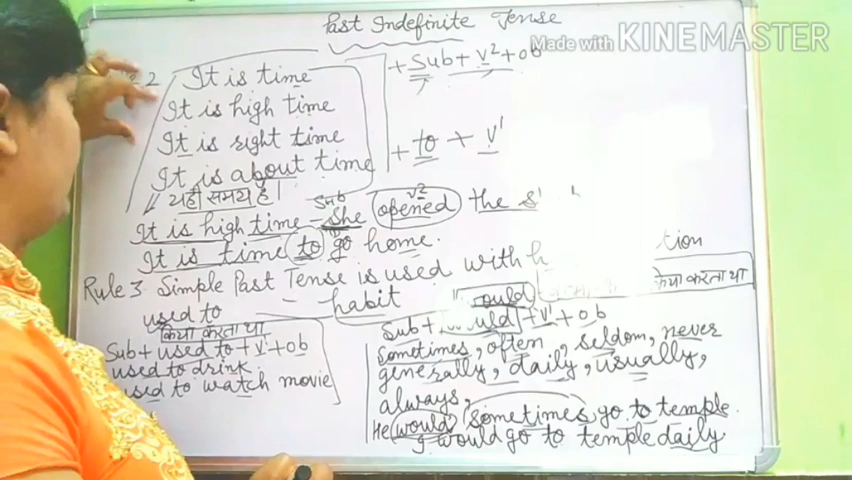 Past Indefinite Tense
Made with KINEMASTER
2 It is time + Sub + V2 + ob
It is high time
It is right time + to + V1
It is about time
यही समय है।
Sub V2
It is high time - She opened the
It is time to go home.
Rule 3 Simple Past Tense is used with
used to habit would क्रिया करता था
क्रिया करता था Sub + would + V1 + ob
Sub + used to + V1 + ob sometimes, often, seldom, never
used to drink generally, daily, usually,
used to watch movie always,
He would sometimes go to temple.
I would go to temple daily.